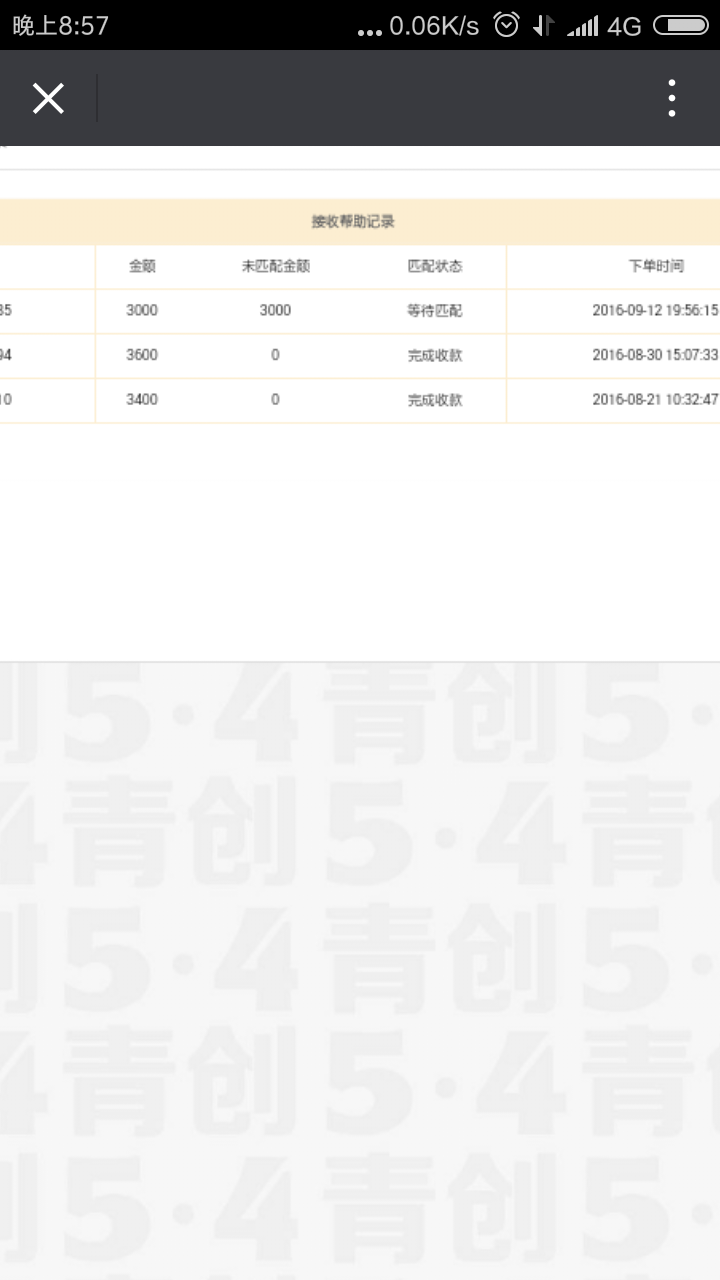 晚上8:57 ... 0.06K/s 4G
接收帮助记录
金额 未匹配金额 匹配状态 下单时间
35 3000 3000 等待匹配 2016-09-12 19:56:15
94 3600 0 完成收款 2016-08-30 15:07:33
10 3400 0 完成收款 2016-08-21 10:32:47
创5·4青创5·
4青创5·4青创
创5·4青创5·
4青创5·4青创
创5·4青创5·